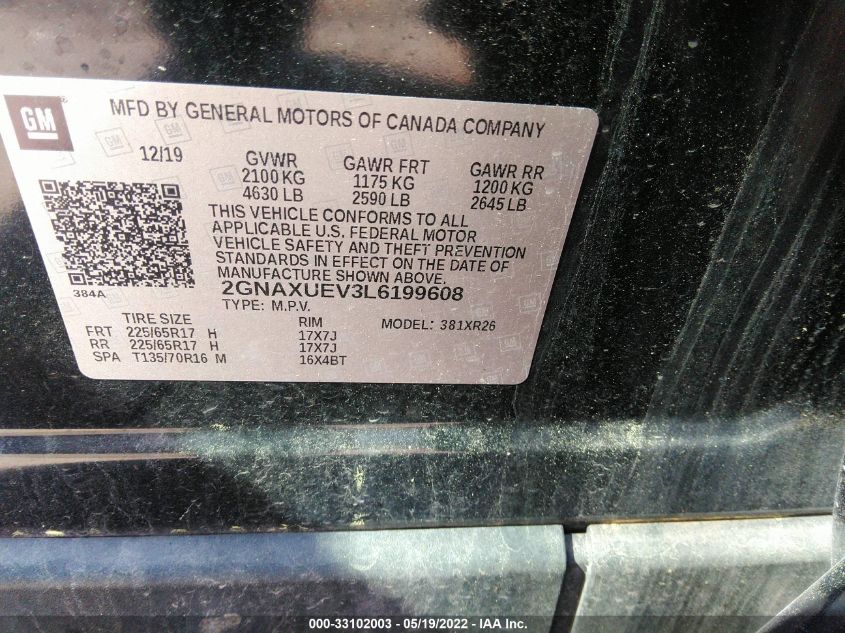 GM
MFD BY GENERAL MOTORS OF CANADA COMPANY
12/19 GVWR GAWR FRT GAWR RR
2100 KG 1175 KG 1200 KG
4630 LB 2590 LB 2645 LB
THIS VEHICLE CONFORMS TO ALL
APPLICABLE U.S. FEDERAL MOTOR
VEHICLE SAFETY AND THEFT PREVENTION
STANDARDS IN EFFECT ON THE DATE OF
MANUFACTURE SHOWN ABOVE.
384A
2GNAXUEV3L6199608
TYPE: M.P.V.
TIRE SIZE RIM MODEL: 381XR26
FRT 225/65R17 H 17X7J
RR 225/65R17 H 17X7J
SPA T135/70R16 M 16X4BT
000-33102003 - 05/19/2022 - IAA Inc.